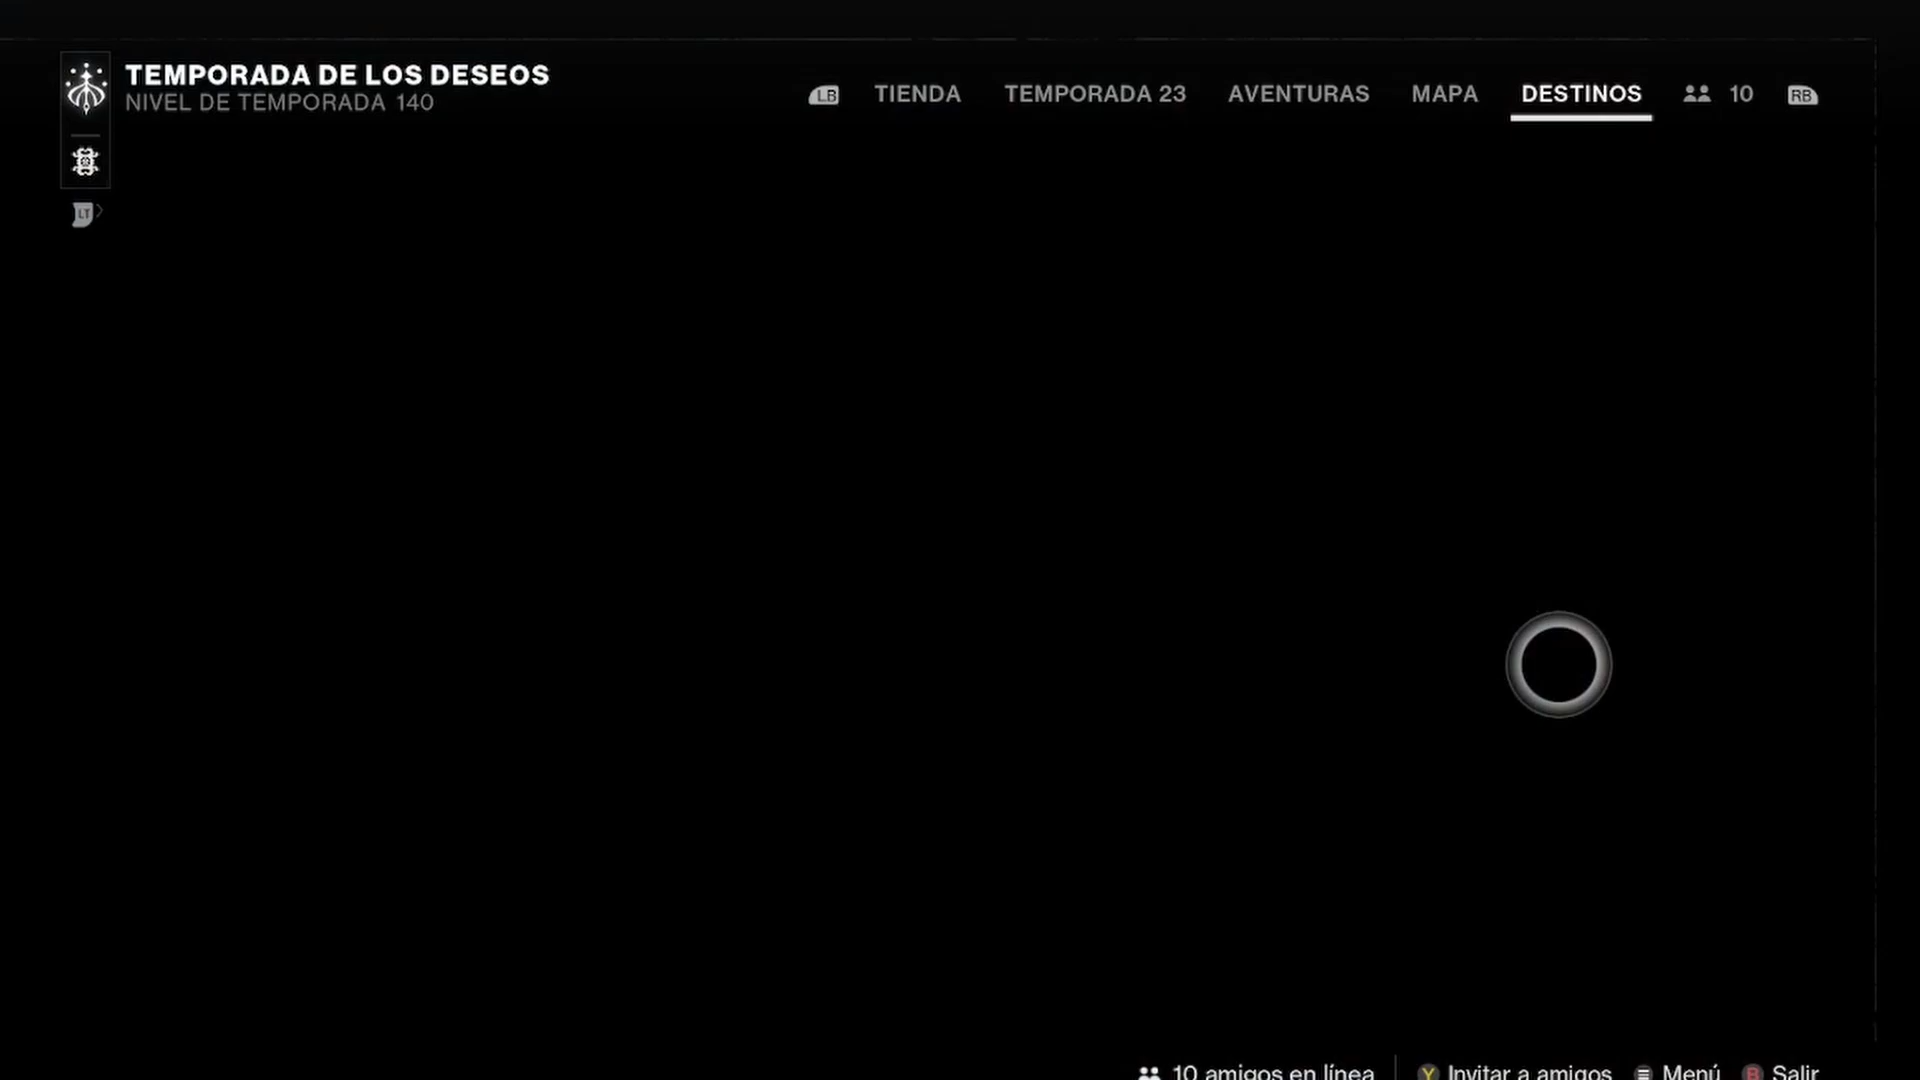 TEMPORADA DE LOS DESEOS
NIVEL DE TEMPORADA 140
LB TIENDA TEMPORADA 23 AVENTURAS MAPA DESTINOS 10 RB
LT
10 amigos en línea Y Invitar a amigos Menú B Salir